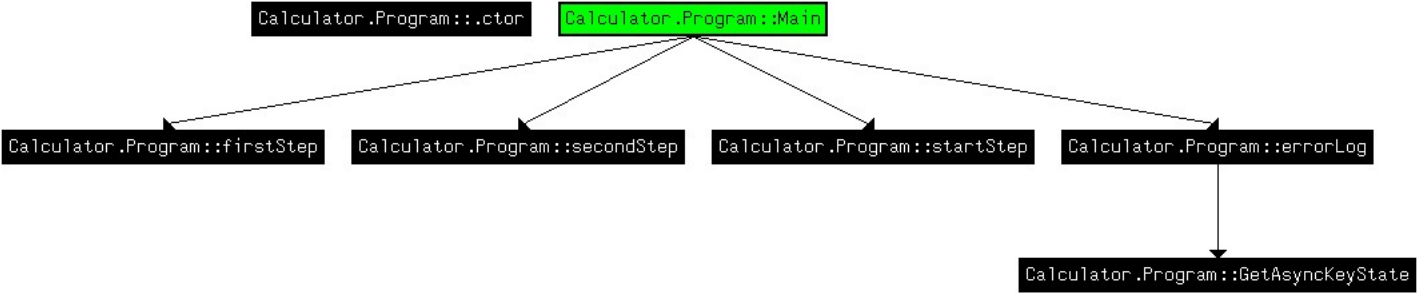 Calculator.Program::.ctor
Calculator.Program::Main
Calculator.Program::firstStep
Calculator.Program::secondStep
Calculator.Program::startStep
Calculator.Program::errorLog
Calculator.Program::GetAsyncKeyState